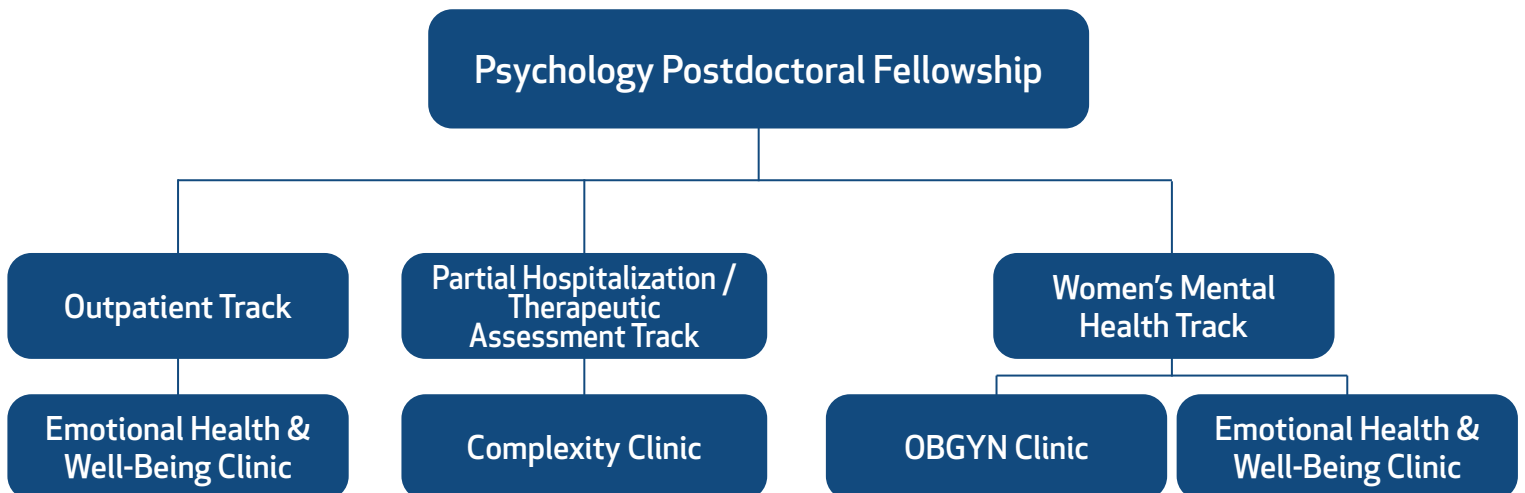 Psychology Postdoctoral Fellowship
Outpatient Track
Partial Hospitalization /
Therapeutic
Assessment Track
Women's Mental
Health Track
Emotional Health &
Well-Being Clinic
Complexity Clinic
OBGYN Clinic
Emotional Health &
Well-Being Clinic